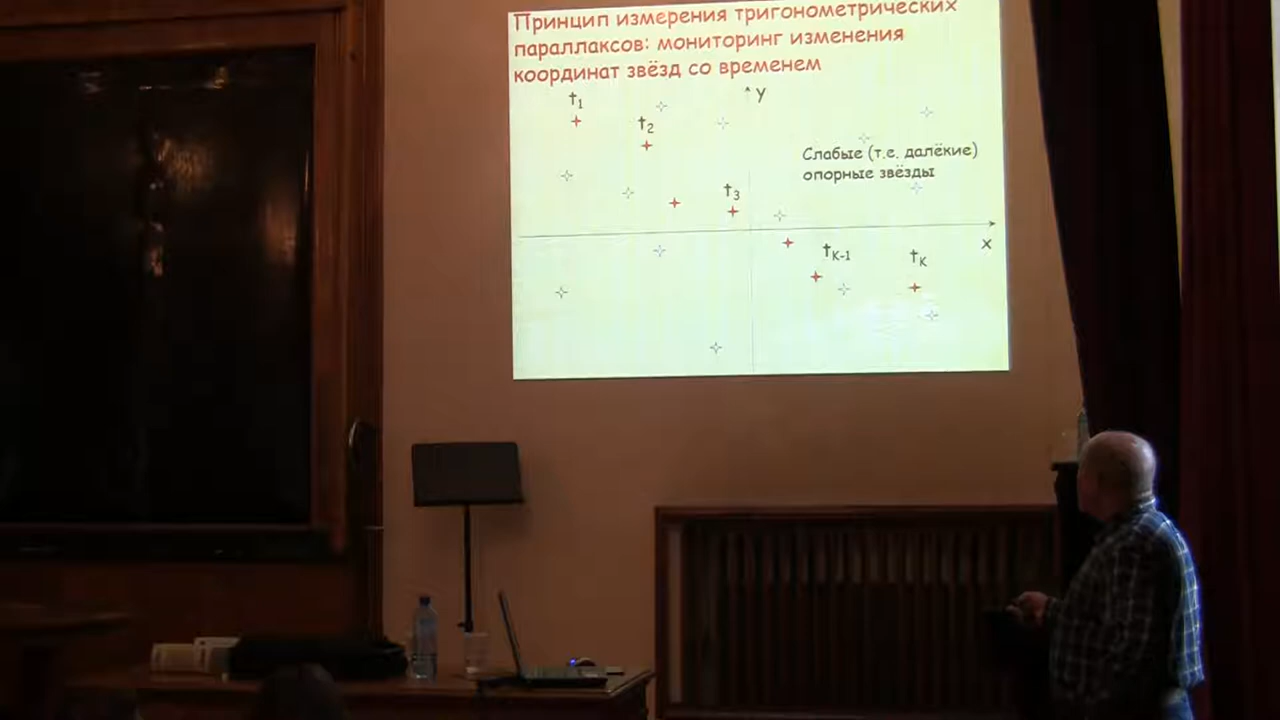 Принцип измерения тригонометрических
параллаксов: мониторинг изменения
координат звёзд со временем
t1
y
t2
Слабые (т.е. далёкие)
опорные звёзды
t3
x
tK-1
tK